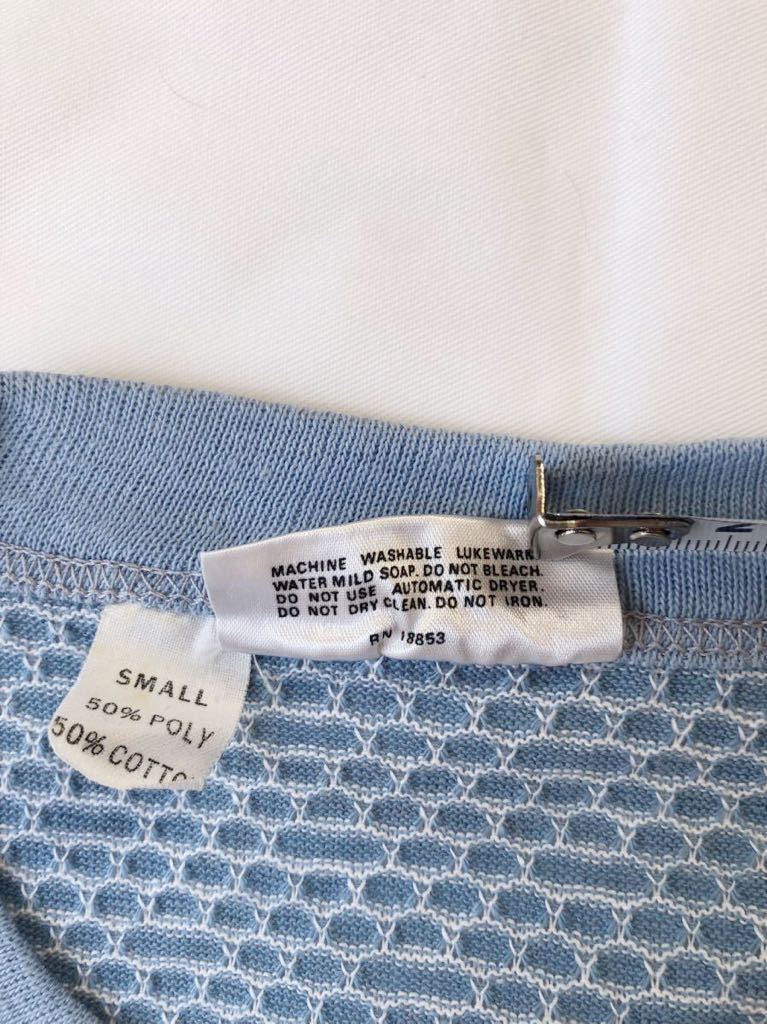 MACHINE WASHABLE LUKEWARM
WATER MILD SOAP. DO NOT BLEACH.
DO NOT USE AUTOMATIC DRYER.
DO NOT DRY CLEAN. DO NOT IRON.
RN 18853
SMALL
50% POLY
50% COTTO
2